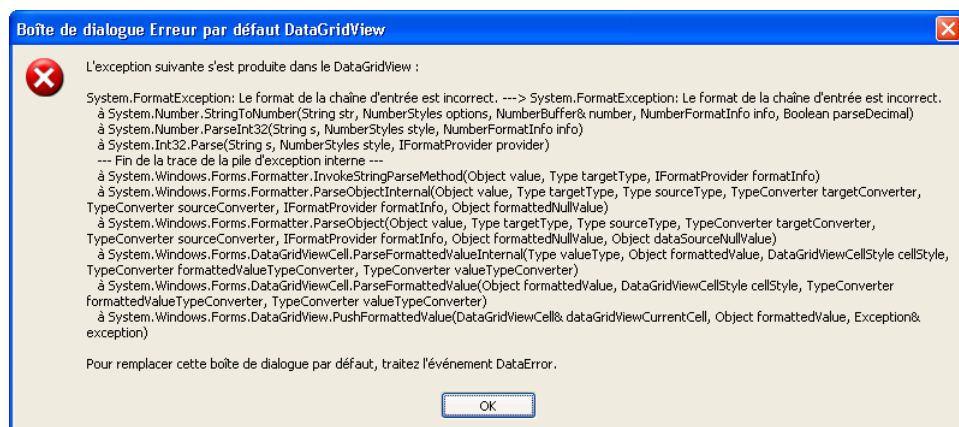 Boîte de dialogue Erreur par défaut DataGridView
L'exception suivante s'est produite dans le DataGridView :
System.FormatException: Le format de la chaîne d'entrée est incorrect. ---> System.FormatException: Le format de la chaîne d'entrée est incorrect.
à System.Number.StringToNumber(String str, NumberStyles options, NumberBuffer& number, NumberFormatInfo info, Boolean parseDecimal)
à System.Number.ParseInt32(String s, NumberStyles style, NumberFormatInfo info)
à System.Int32.Parse(String s, NumberStyles style, IFormatProvider provider)
--- Fin de la trace de la pile d'exception interne ---
à System.Windows.Forms.Formatter.InvokeStringParseMethod(Object value, Type targetType, IFormatProvider formatInfo)
à System.Windows.Forms.Formatter.ParseObjectInternal(Object value, Type targetType, Type sourceType, TypeConverter targetConverter,
TypeConverter sourceConverter, IFormatProvider formatInfo, Object formattedNullValue)
à System.Windows.Forms.Formatter.ParseObject(Object value, Type targetType, Type sourceType, TypeConverter targetConverter,
TypeConverter sourceConverter, IFormatProvider formatInfo, Object formattedNullValue, Object dataSourceNullValue)
à System.Windows.Forms.DataGridViewCell.ParseFormattedValueInternal(Type valueType, Object formattedValue, DataGridViewCellStyle cellStyle,
TypeConverter formattedValueTypeConverter, TypeConverter valueTypeConverter)
à System.Windows.Forms.DataGridViewCell.ParseFormattedValue(Object formattedValue, DataGridViewCellStyle cellStyle, TypeConverter
formattedValueTypeConverter, TypeConverter valueTypeConverter)
à System.Windows.Forms.DataGridView.PushFormattedValue(DataGridViewCell& dataGridViewCurrentCell, Object formattedValue, Exception&
exception)
Pour remplacer cette boîte de dialogue par défaut, traitez l'événement DataError.
OK